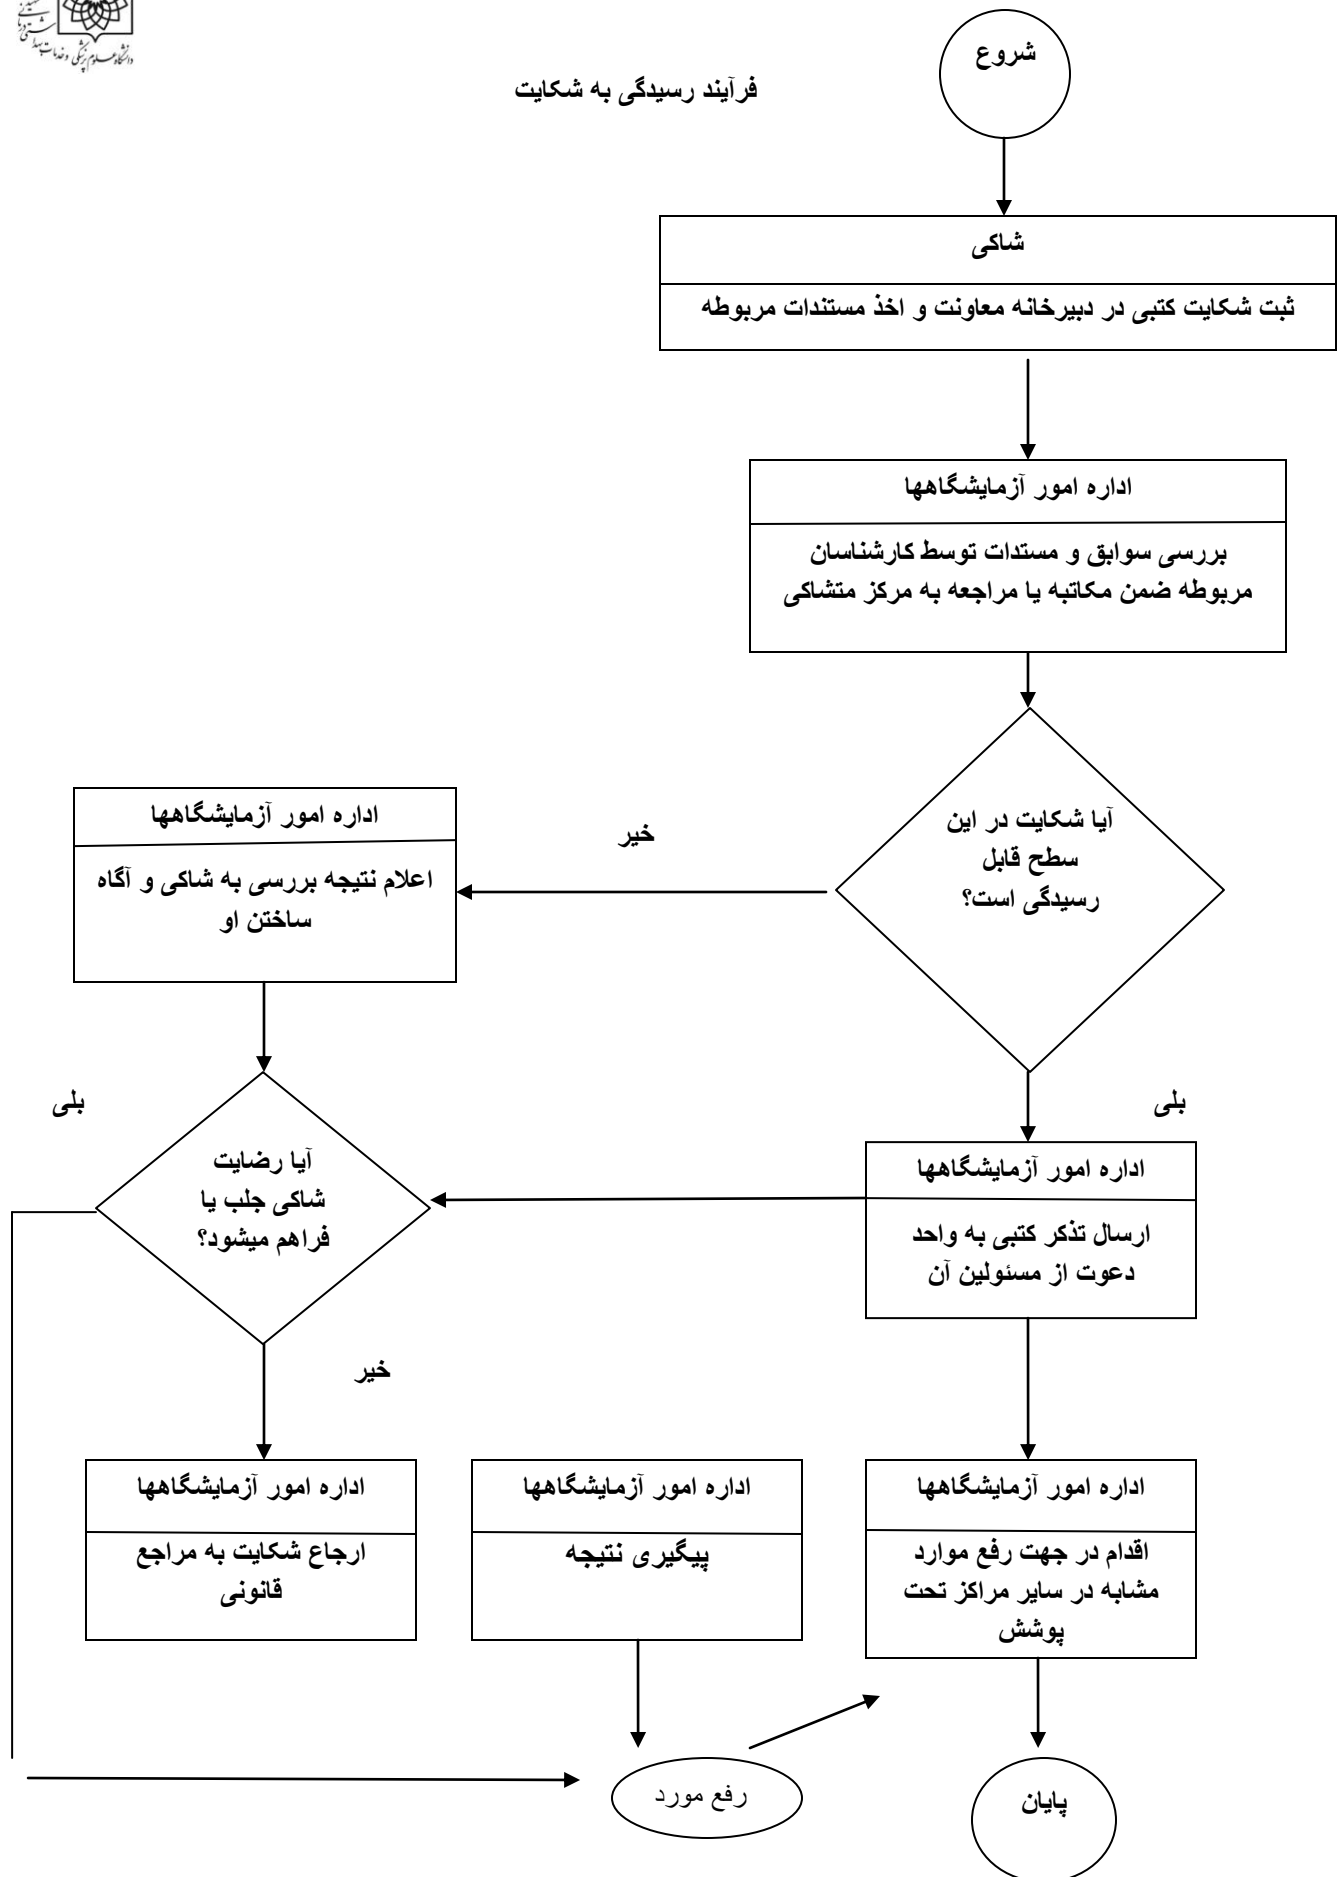 شروع
فرآیند رسیدگی به شکایت
شاکی
ثبت شکایت کتبی در دبیرخانه معاونت و اخذ مستندات مربوطه
اداره امور آزمایشگاهها
بررسی سوابق و مستدات توسط کارشناسان
مربوطه ضمن مکاتبه یا مراجعه به مرکز متشاکی
آیا شکایت در این
سطح قابل
رسیدگی است؟
خیر
اداره امور آزمایشگاهها
اعلام نتیجه بررسی به شاکی و آگاه
ساختن او
بلی
اداره امور آزمایشگاهها
ارسال تذکر کتبی به واحد
دعوت از مسئولین آن
آیا رضایت
شاکی جلب یا
فراهم میشود؟
بلی
خیر
اداره امور آزمایشگاهها
اقدام در جهت رفع موارد
مشابه در سایر مراکز تحت
پوشش
اداره امور آزمایشگاهها
پیگیری نتیجه
اداره امور آزمایشگاهها
ارجاع شکایت به مراجع
قانونی
رفع مورد
پایان